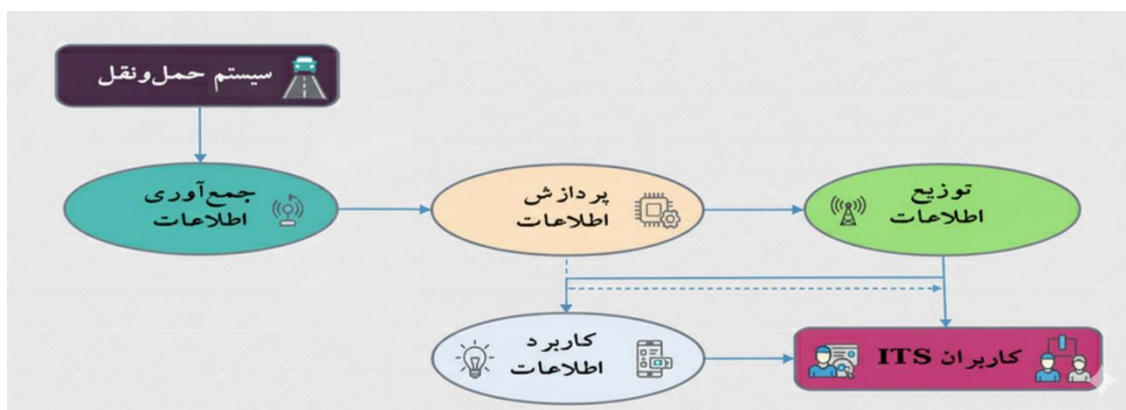 سیستم حمل‌ونقل
جمع‌آوری
اطلاعات
پردازش
اطلاعات
توزیع
اطلاعات
کاربرد
اطلاعات
کاربران ITS